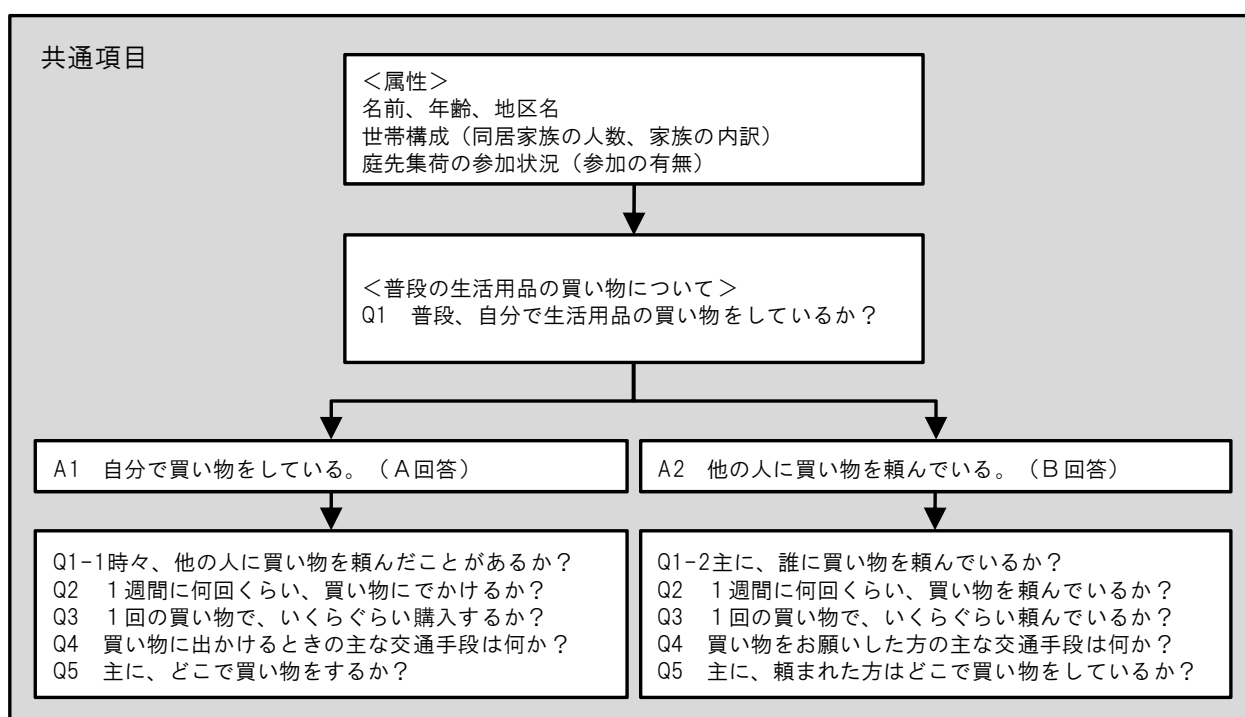 共通項目
＜属性＞
名前、年齢、地区名
世帯構成（同居家族の人数、家族の内訳）
庭先集荷の参加状況（参加の有無）
＜普段の生活用品の買い物について＞
Q1　普段、自分で生活用品の買い物をしているか？
A1　自分で買い物をしている。（Ａ回答）
A2　他の人に買い物を頼んでいる。（Ｂ回答）
Q1-1時々、他の人に買い物を頼んだことがあるか？
Q2　１週間に何回くらい、買い物にでかけるか？
Q3　１回の買い物で、いくらぐらい購入するか？
Q4　買い物に出かけるときの主な交通手段は何か？
Q5　主に、どこで買い物をするか？
Q1-2主に、誰に買い物を頼んでいるか？
Q2　１週間に何回くらい、買い物を頼んでいるか？
Q3　１回の買い物で、いくらぐらい頼んでいるか？
Q4　買い物をお願いした方の主な交通手段は何か？
Q5　主に、頼まれた方はどこで買い物をしているか？